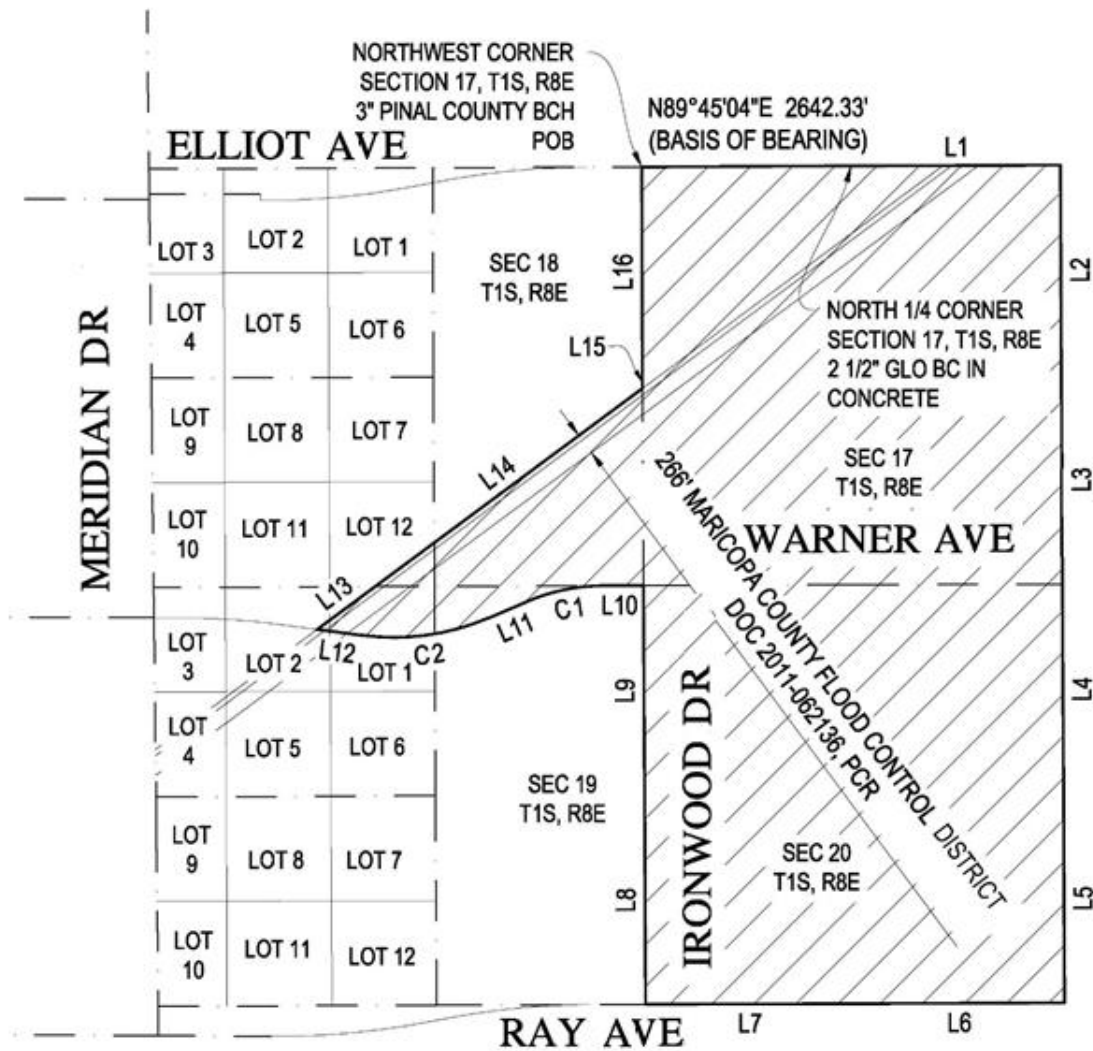 NORTHWEST CORNER
SECTION 17, T1S, R8E
3" PINAL COUNTY BCH
POB
N89°45'04"E 2642.33'
(BASIS OF BEARING)
L1
ELLIOT AVE
LOT 3
LOT 2
LOT 1
SEC 18
T1S, R8E
L16
L2
LOT
4
LOT 5
LOT 6
L15
NORTH 1/4 CORNER
SECTION 17, T1S, R8E
2 1/2" GLO BC IN
CONCRETE
MERIDIAN DR
LOT
9
LOT 8
LOT 7
L14
SEC 17
T1S, R8E
L3
LOT
10
LOT 11
LOT 12
WARNER AVE
L13
L12
C2
L11
C1
L10
266' MARICOPA COUNTY FLOOD CONTROL DISTRICT
DOC 2011-062136, PCR
LOT
3
LOT 2
LOT 1
L9
L4
LOT
4
LOT 5
LOT 6
SEC 19
T1S, R8E
IRONWOOD DR
LOT
9
LOT 8
LOT 7
SEC 20
T1S, R8E
L8
L5
LOT
10
LOT 11
LOT 12
RAY AVE
L7
L6